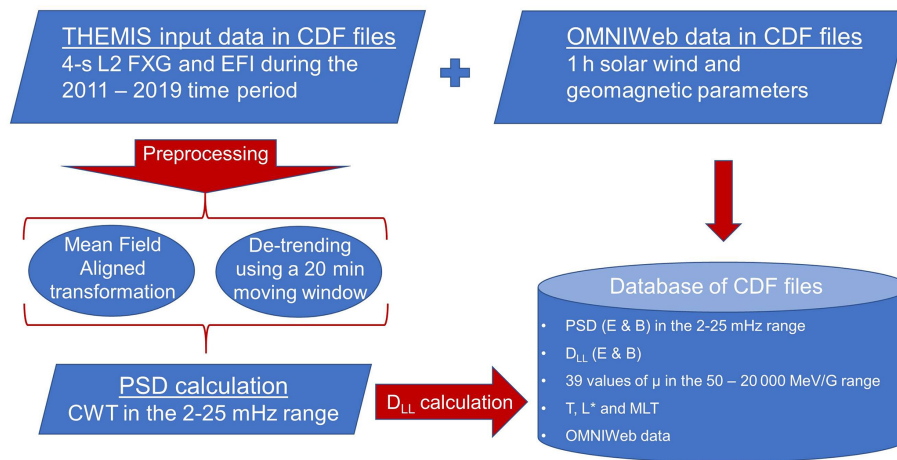 THEMIS input data in CDF files
4-s L2 FXG and EFI during the
2011 – 2019 time period
OMNIWeb data in CDF files
1 h solar wind and
geomagnetic parameters
Preprocessing
Mean Field
Aligned
transformation
De-trending
using a 20 min
moving window
PSD calculation
CWT in the 2-25 mHz range
D_LL calculation
Database of CDF files
• PSD (E & B) in the 2-25 mHz range
• D_LL (E & B)
• 39 values of µ in the 50 – 20 000 MeV/G range
• T, L* and MLT
• OMNIWeb data